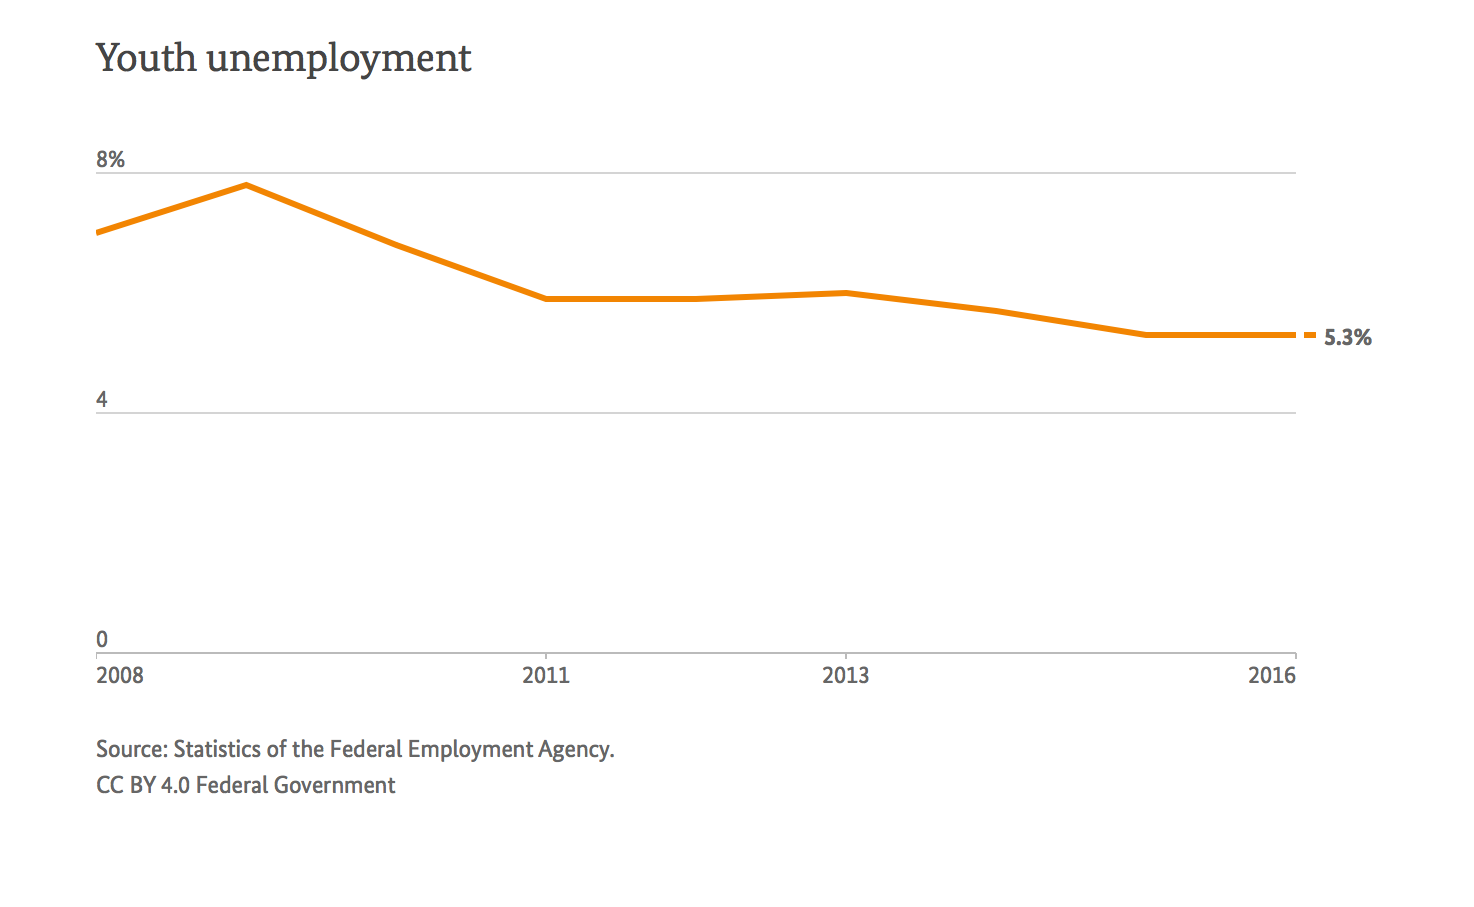 Youth unemployment
8%
5.3%
4
0
2008 2011 2013 2016
Source: Statistics of the Federal Employment Agency.
CC BY 4.0 Federal Government